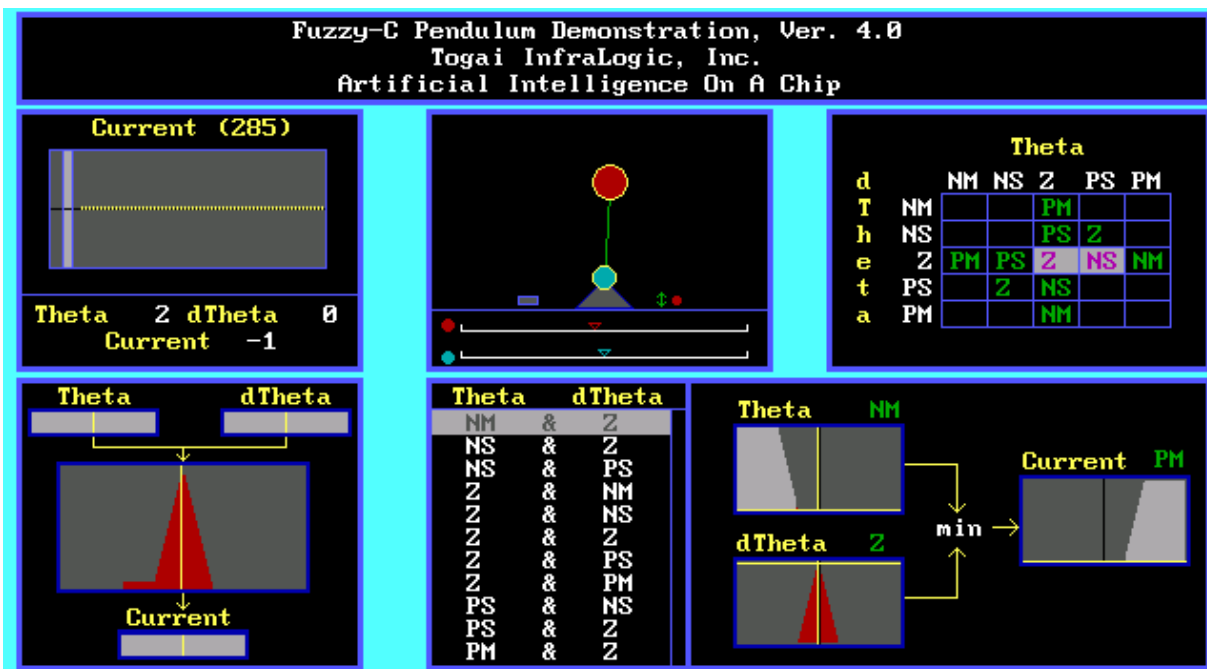 Fuzzy-C Pendulum Demonstration, Ver. 4.0
Togai InfraLogic, Inc.
Artificial Intelligence On A Chip
Current (285)
Theta 2 dTheta 0
Current -1
Theta
d NM NS Z PS PM
T NM PM
h NS PS Z
e Z PM PS Z NS NM
t PS Z NS
a PM NM
Theta dTheta
Current
Theta dTheta
NM & Z
NS & Z
NS & PS
Z & NM
Z & NS
Z & Z
Z & PS
Z & PM
PS & NS
PS & Z
PM & Z
Theta NM
dTheta Z
min
Current PM